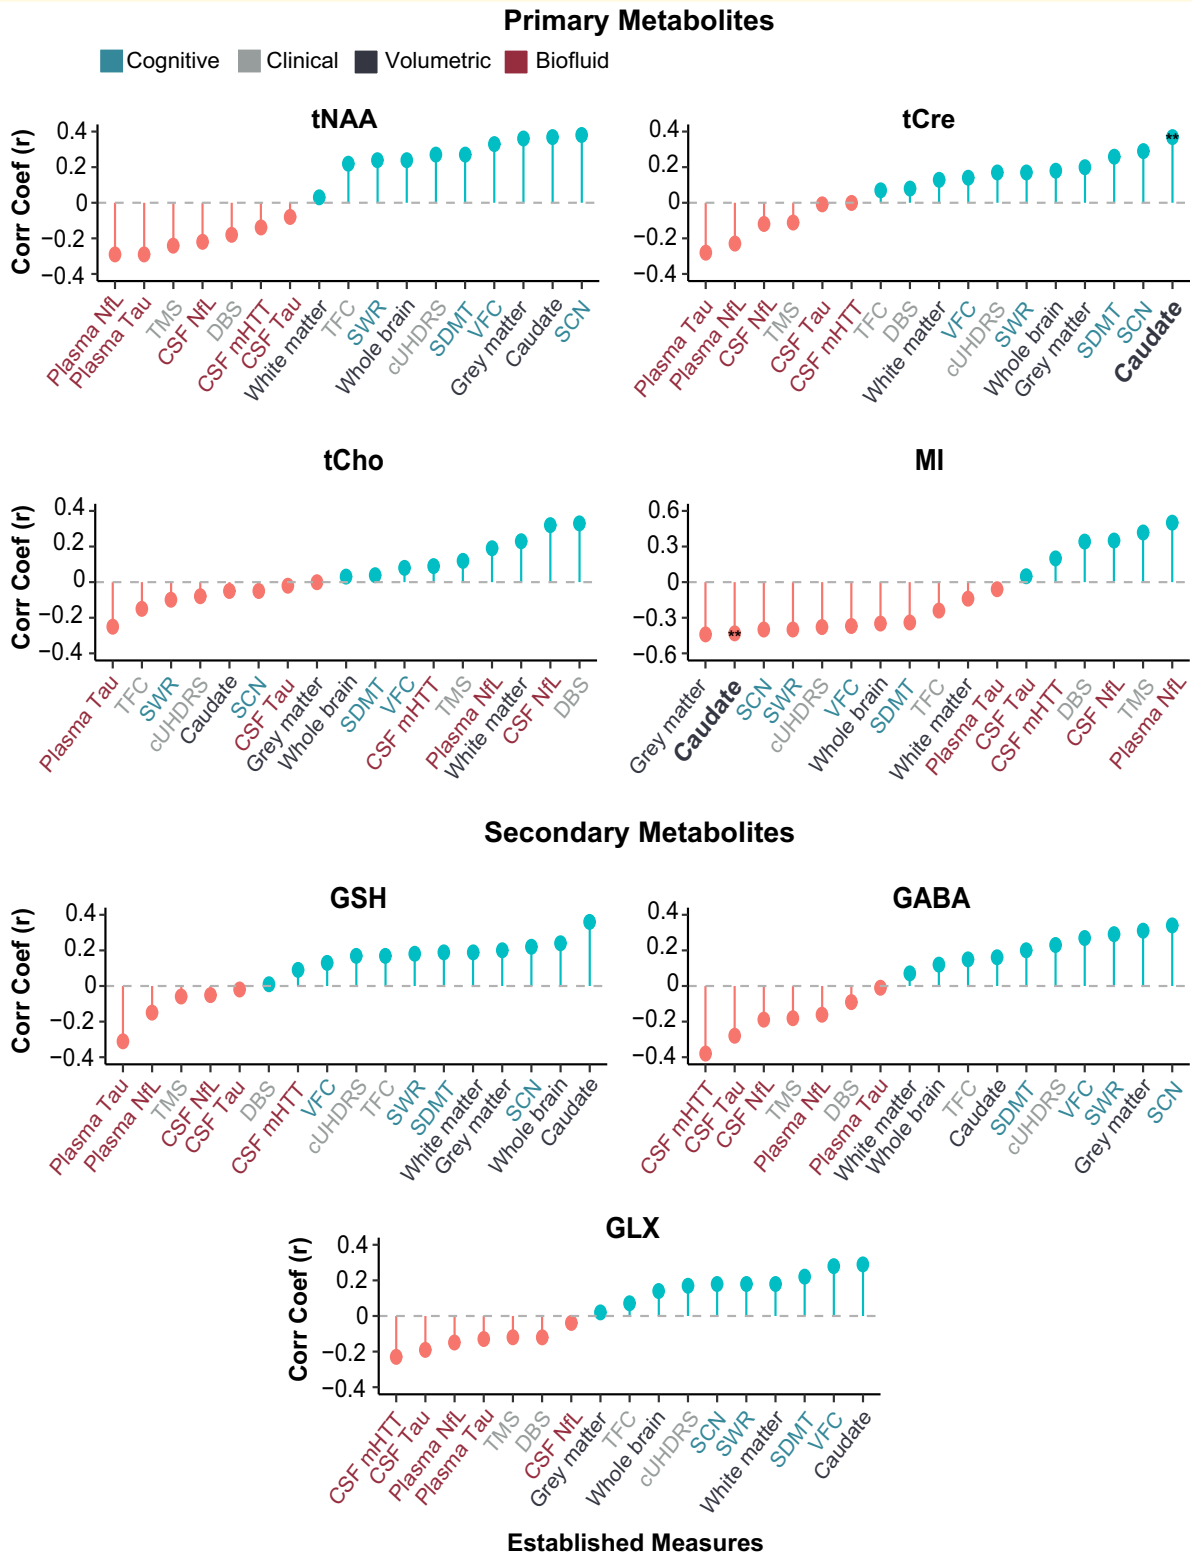 Primary Metabolites
Cognitive Clinical Volumetric Biofluid
tNAA
Corr Coef (r)
0.4
0.2
0
−0.2
−0.4
Plasma NfL
Plasma Tau
TMS
CSF NfL
DBS
CSF mHTT
CSF Tau
White matter
TFC
SWR
Whole brain
cUHDRS
SDMT
VFC
Grey matter
Caudate
SCN
tCre
0.4
0.2
0
−0.2
−0.4
**
Plasma Tau
Plasma NfL
CSF NfL
TMS
CSF Tau
CSF mHTT
TFC
DBS
White matter
VFC
cUHDRS
SWR
Whole brain
Grey matter
SDMT
SCN
Caudate
tCho
Corr Coef (r)
0.4
0.2
0
−0.2
−0.4
Plasma Tau
TFC
SWR
cUHDRS
Caudate
SCN
CSF Tau
Grey matter
Whole brain
SDMT
VFC
CSF mHTT
TMS
Plasma NfL
White matter
CSF NfL
DBS
MI
0.6
0.3
0
−0.3
−0.6
**
Grey matter
Caudate
SCN
SWR
cUHDRS
VFC
Whole brain
SDMT
TFC
White matter
Plasma Tau
CSF Tau
CSF mHTT
DBS
CSF NfL
TMS
Plasma NfL
Secondary Metabolites
GSH
Corr Coef (r)
0.4
0.2
0
−0.2
−0.4
Plasma Tau
Plasma NfL
TMS
CSF NfL
CSF Tau
DBS
CSF mHTT
VFC
cUHDRS
TFC
SWR
SDMT
White matter
Grey matter
SCN
Whole brain
Caudate
GABA
0.4
0.2
0
−0.2
−0.4
CSF mHTT
CSF Tau
CSF NfL
TMS
Plasma NfL
DBS
Plasma Tau
White matter
Whole brain
TFC
Caudate
SDMT
cUHDRS
VFC
SWR
Grey matter
SCN
GLX
Corr Coef (r)
0.4
0.2
0
−0.2
−0.4
CSF mHTT
CSF Tau
Plasma NfL
Plasma Tau
TMS
DBS
CSF NfL
Grey matter
TFC
Whole brain
cUHDRS
SCN
SWR
White matter
SDMT
VFC
Caudate
Established Measures